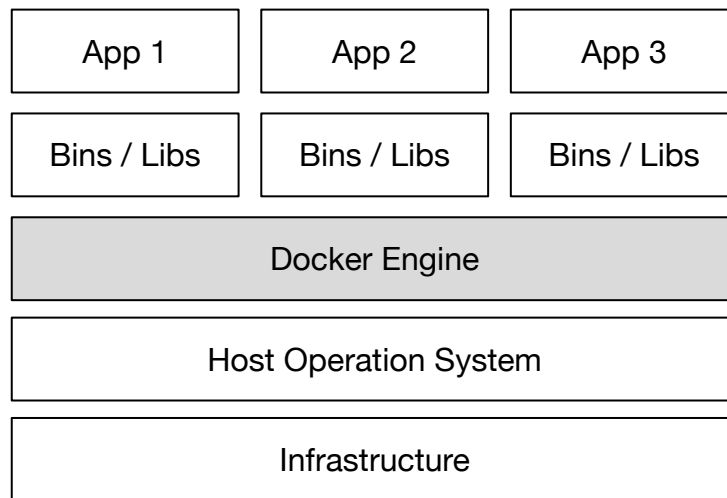 App 1 App 2 App 3
Bins / Libs Bins / Libs Bins / Libs
Docker Engine
Host Operation System
Infrastructure